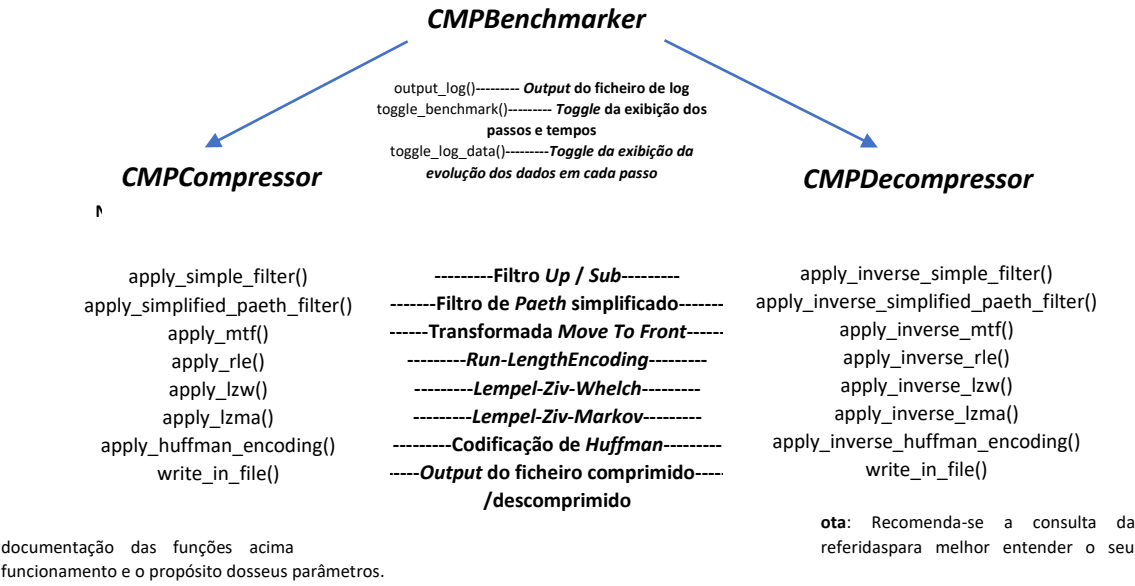 CMPBenchmarker
output_log()--------- Output do ficheiro de log
toggle_benchmark()--------- Toggle da exibição dos
passos e tempos
toggle_log_data()---------Toggle da exibição da
evolução dos dados em cada passo
CMPCompressor
CMPDecompressor
apply_simple_filter() ---------Filtro Up / Sub--------- apply_inverse_simple_filter()
apply_simplified_paeth_filter() -------Filtro de Paeth simplificado------- apply_inverse_simplified_paeth_filter()
apply_mtf() ------Transformada Move To Front------ apply_inverse_mtf()
apply_rle() ---------Run-LengthEncoding--------- apply_inverse_rle()
apply_lzw() ---------Lempel-Ziv-Whelch--------- apply_inverse_lzw()
apply_lzma() ---------Lempel-Ziv-Markov--------- apply_inverse_lzma()
apply_huffman_encoding() ---------Codificação de Huffman--------- apply_inverse_huffman_encoding()
write_in_file() -----Output do ficheiro comprimido----- write_in_file()
/descomprimido
ota: Recomenda-se a consulta da
documentação das funções acima referidaspara melhor entender o seu
funcionamento e o propósito dosseus parâmetros.